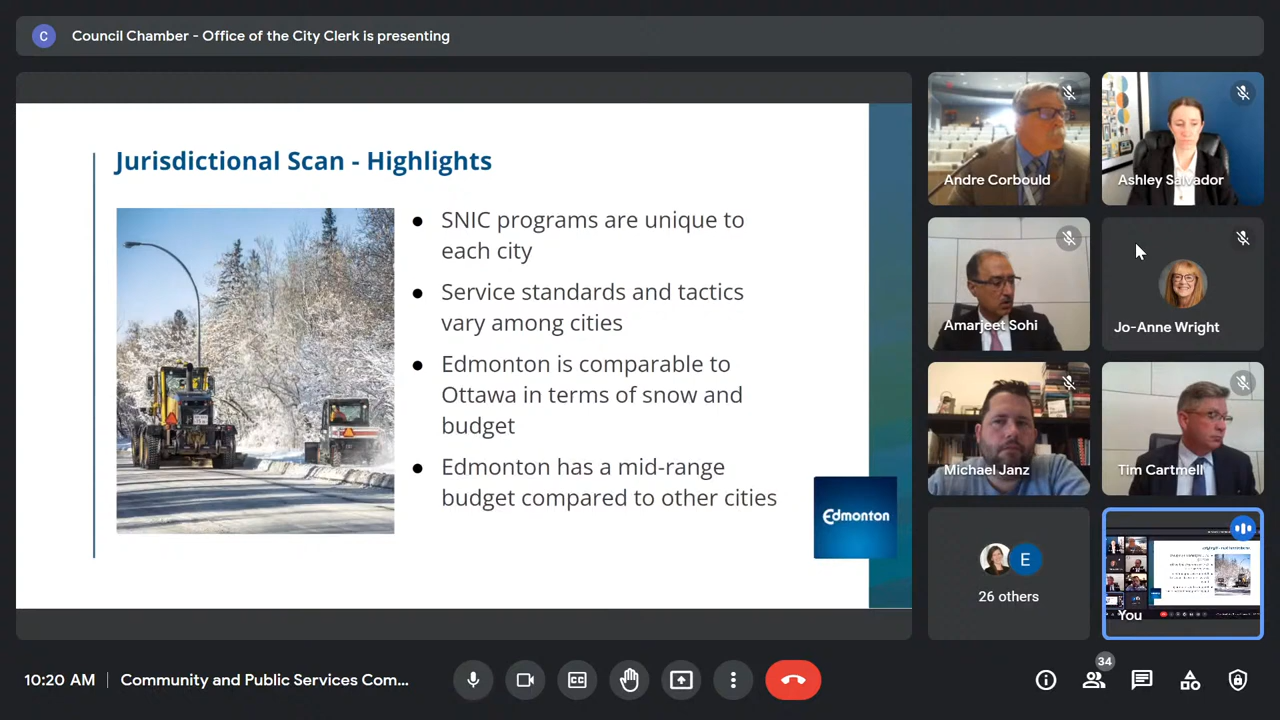 C
Council Chamber - Office of the City Clerk is presenting
Jurisdictional Scan - Highlights
● SNIC programs are unique to
each city
● Service standards and tactics
vary among cities
● Edmonton is comparable to
Ottawa in terms of snow and
budget
● Edmonton has a mid-range
budget compared to other cities
Edmonton
Andre Corbould
Ashley Salvador
Amarjeet Sohi
Jo-Anne Wright
Michael Janz
Tim Cartmell
E
26 others
You
10:20 AM
Community and Public Services Com...
CC
34